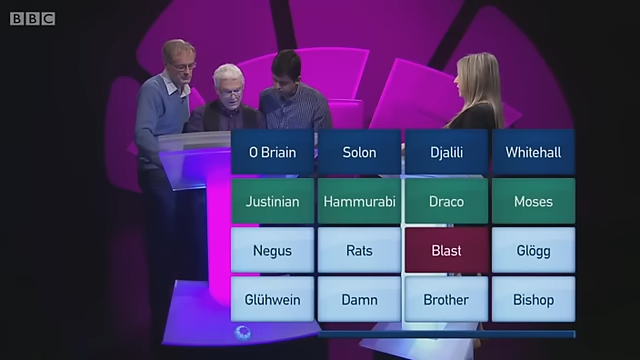 BBC
O Briain Solon Djalili Whitehall
Justinian Hammurabi Draco Moses
Negus Rats Blast Glögg
Glühwein Damn Brother Bishop